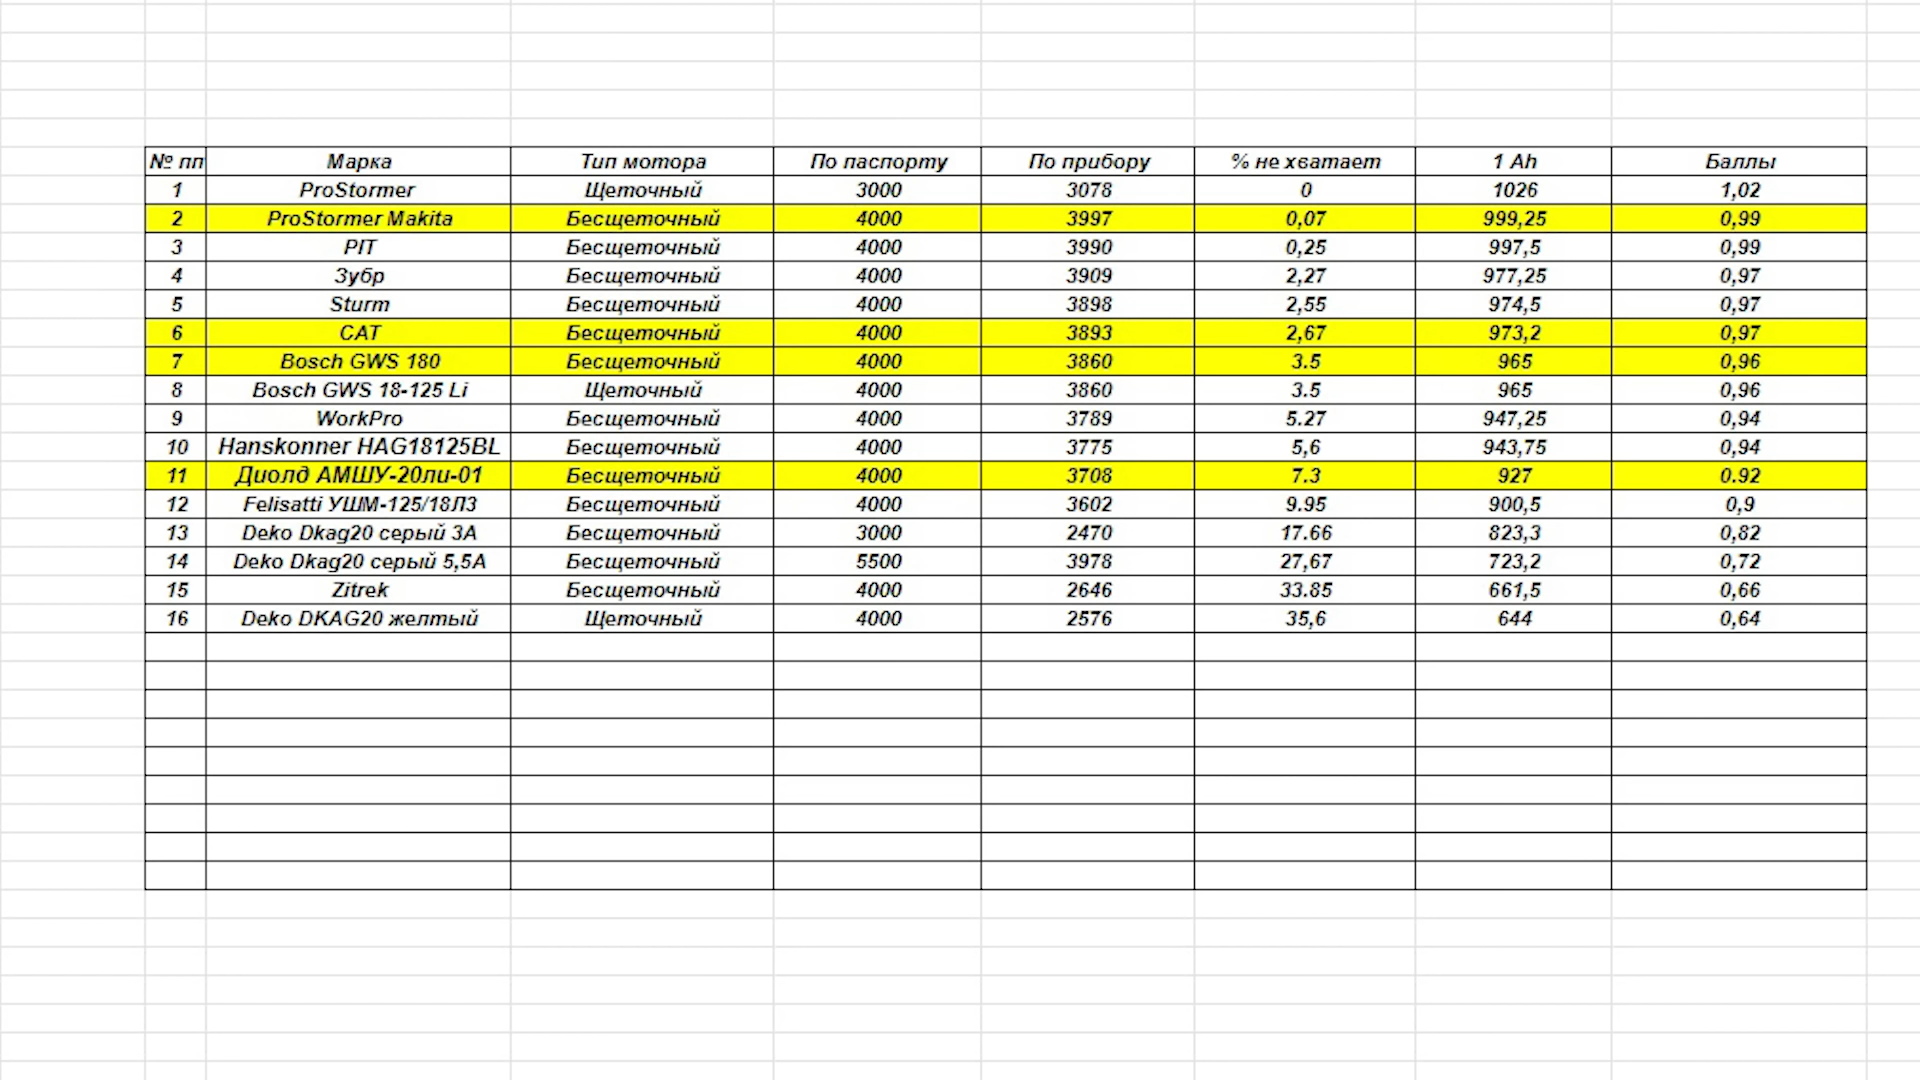 № пп Марка Тип мотора По паспорту По прибору % не хватает 1 Ah Баллы
1 ProStormer Щеточный 3000 3078 0 1026 1,02
2 ProStormer Makita Бесщеточный 4000 3997 0,07 999,25 0,99
3 PIT Бесщеточный 4000 3990 0,25 997,5 0,99
4 Зубр Бесщеточный 4000 3909 2,27 977,25 0,97
5 Sturm Бесщеточный 4000 3898 2,55 974,5 0,97
6 CAT Бесщеточный 4000 3893 2,67 973,2 0,97
7 Bosch GWS 180 Бесщеточный 4000 3860 3.5 965 0,96
8 Bosch GWS 18-125 Li Щеточный 4000 3860 3.5 965 0,96
9 WorkPro Бесщеточный 4000 3789 5.27 947,25 0,94
10 Hanskonner HAG18125BL Бесщеточный 4000 3775 5,6 943,75 0,94
11 Диолд АМШУ-20ли-01 Бесщеточный 4000 3708 7.3 927 0.92
12 Felisatti УШМ-125/18Л3 Бесщеточный 4000 3602 9.95 900,5 0,9
13 Deko Dkag20 серый 3А Бесщеточный 3000 2470 17.66 823,3 0,82
14 Deko Dkag20 серый 5,5А Бесщеточный 5500 3978 27,67 723,2 0,72
15 Zitrek Бесщеточный 4000 2646 33.85 661,5 0,66
16 Deko DKAG20 желтый Щеточный 4000 2576 35,6 644 0,64